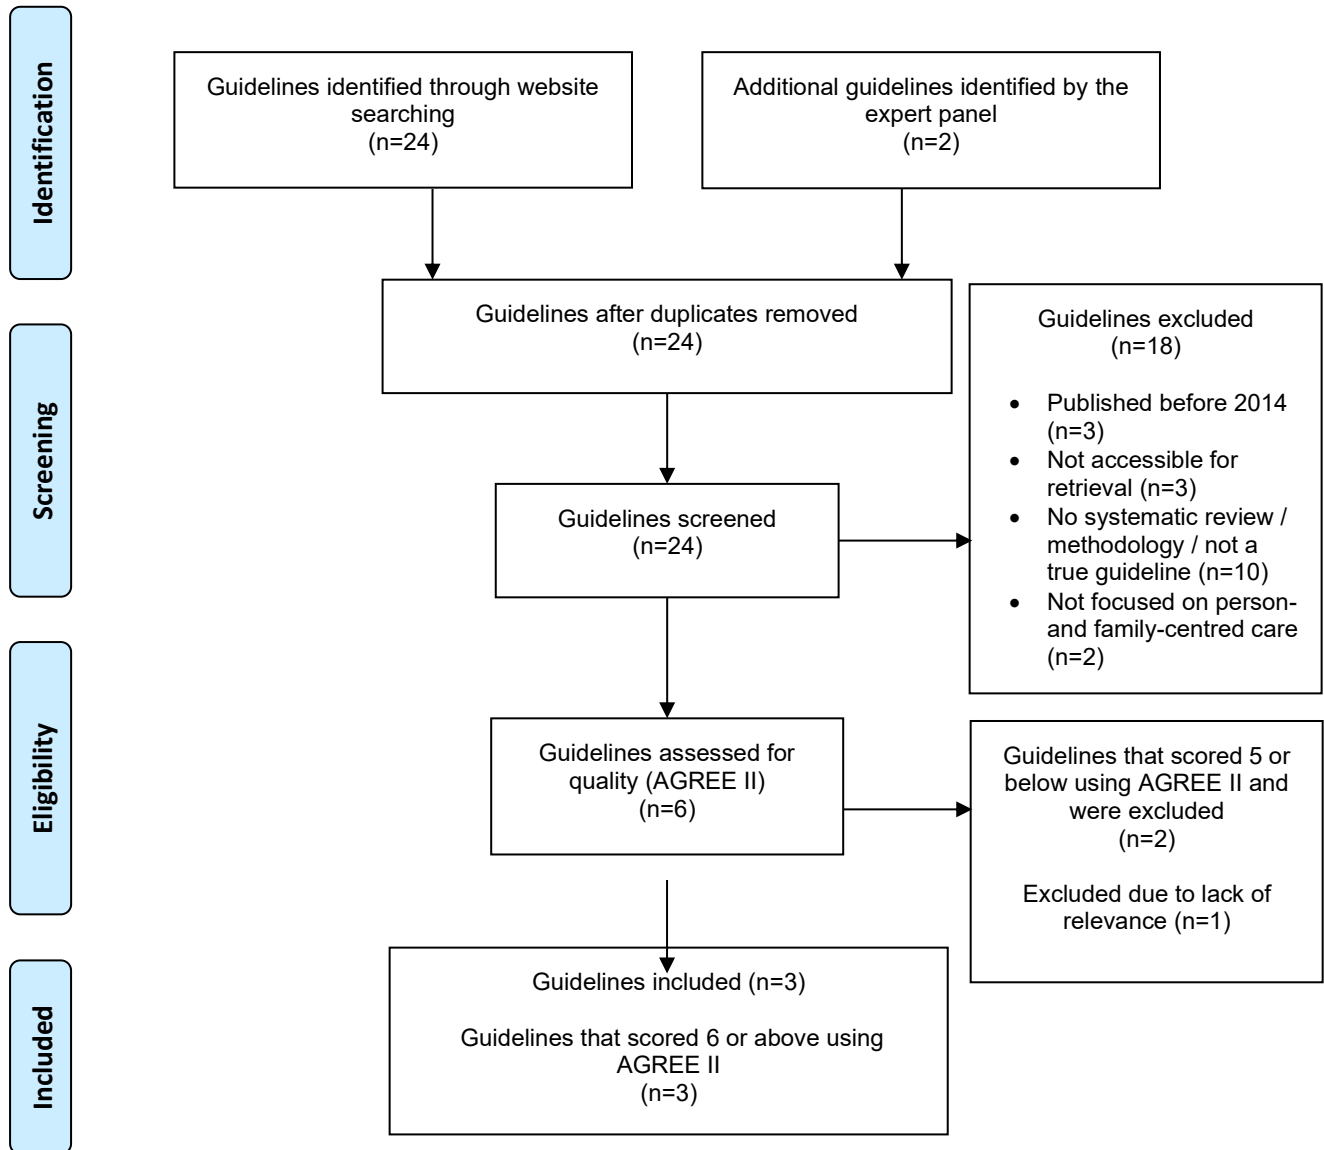 Identification
Guidelines identified through website
searching
(n=24)
Additional guidelines identified by the
expert panel
(n=2)
Guidelines after duplicates removed
(n=24)
Screening
Guidelines screened
(n=24)
Guidelines excluded
(n=18)
• Published before 2014
(n=3)
• Not accessible for
retrieval (n=3)
• No systematic review /
methodology / not a
true guideline (n=10)
• Not focused on person-
and family-centred care
(n=2)
Eligibility
Guidelines assessed for
quality (AGREE II)
(n=6)
Guidelines that scored 5 or
below using AGREE II and
were excluded
(n=2)
Excluded due to lack of
relevance (n=1)
Included
Guidelines included (n=3)
Guidelines that scored 6 or above using
AGREE II
(n=3)